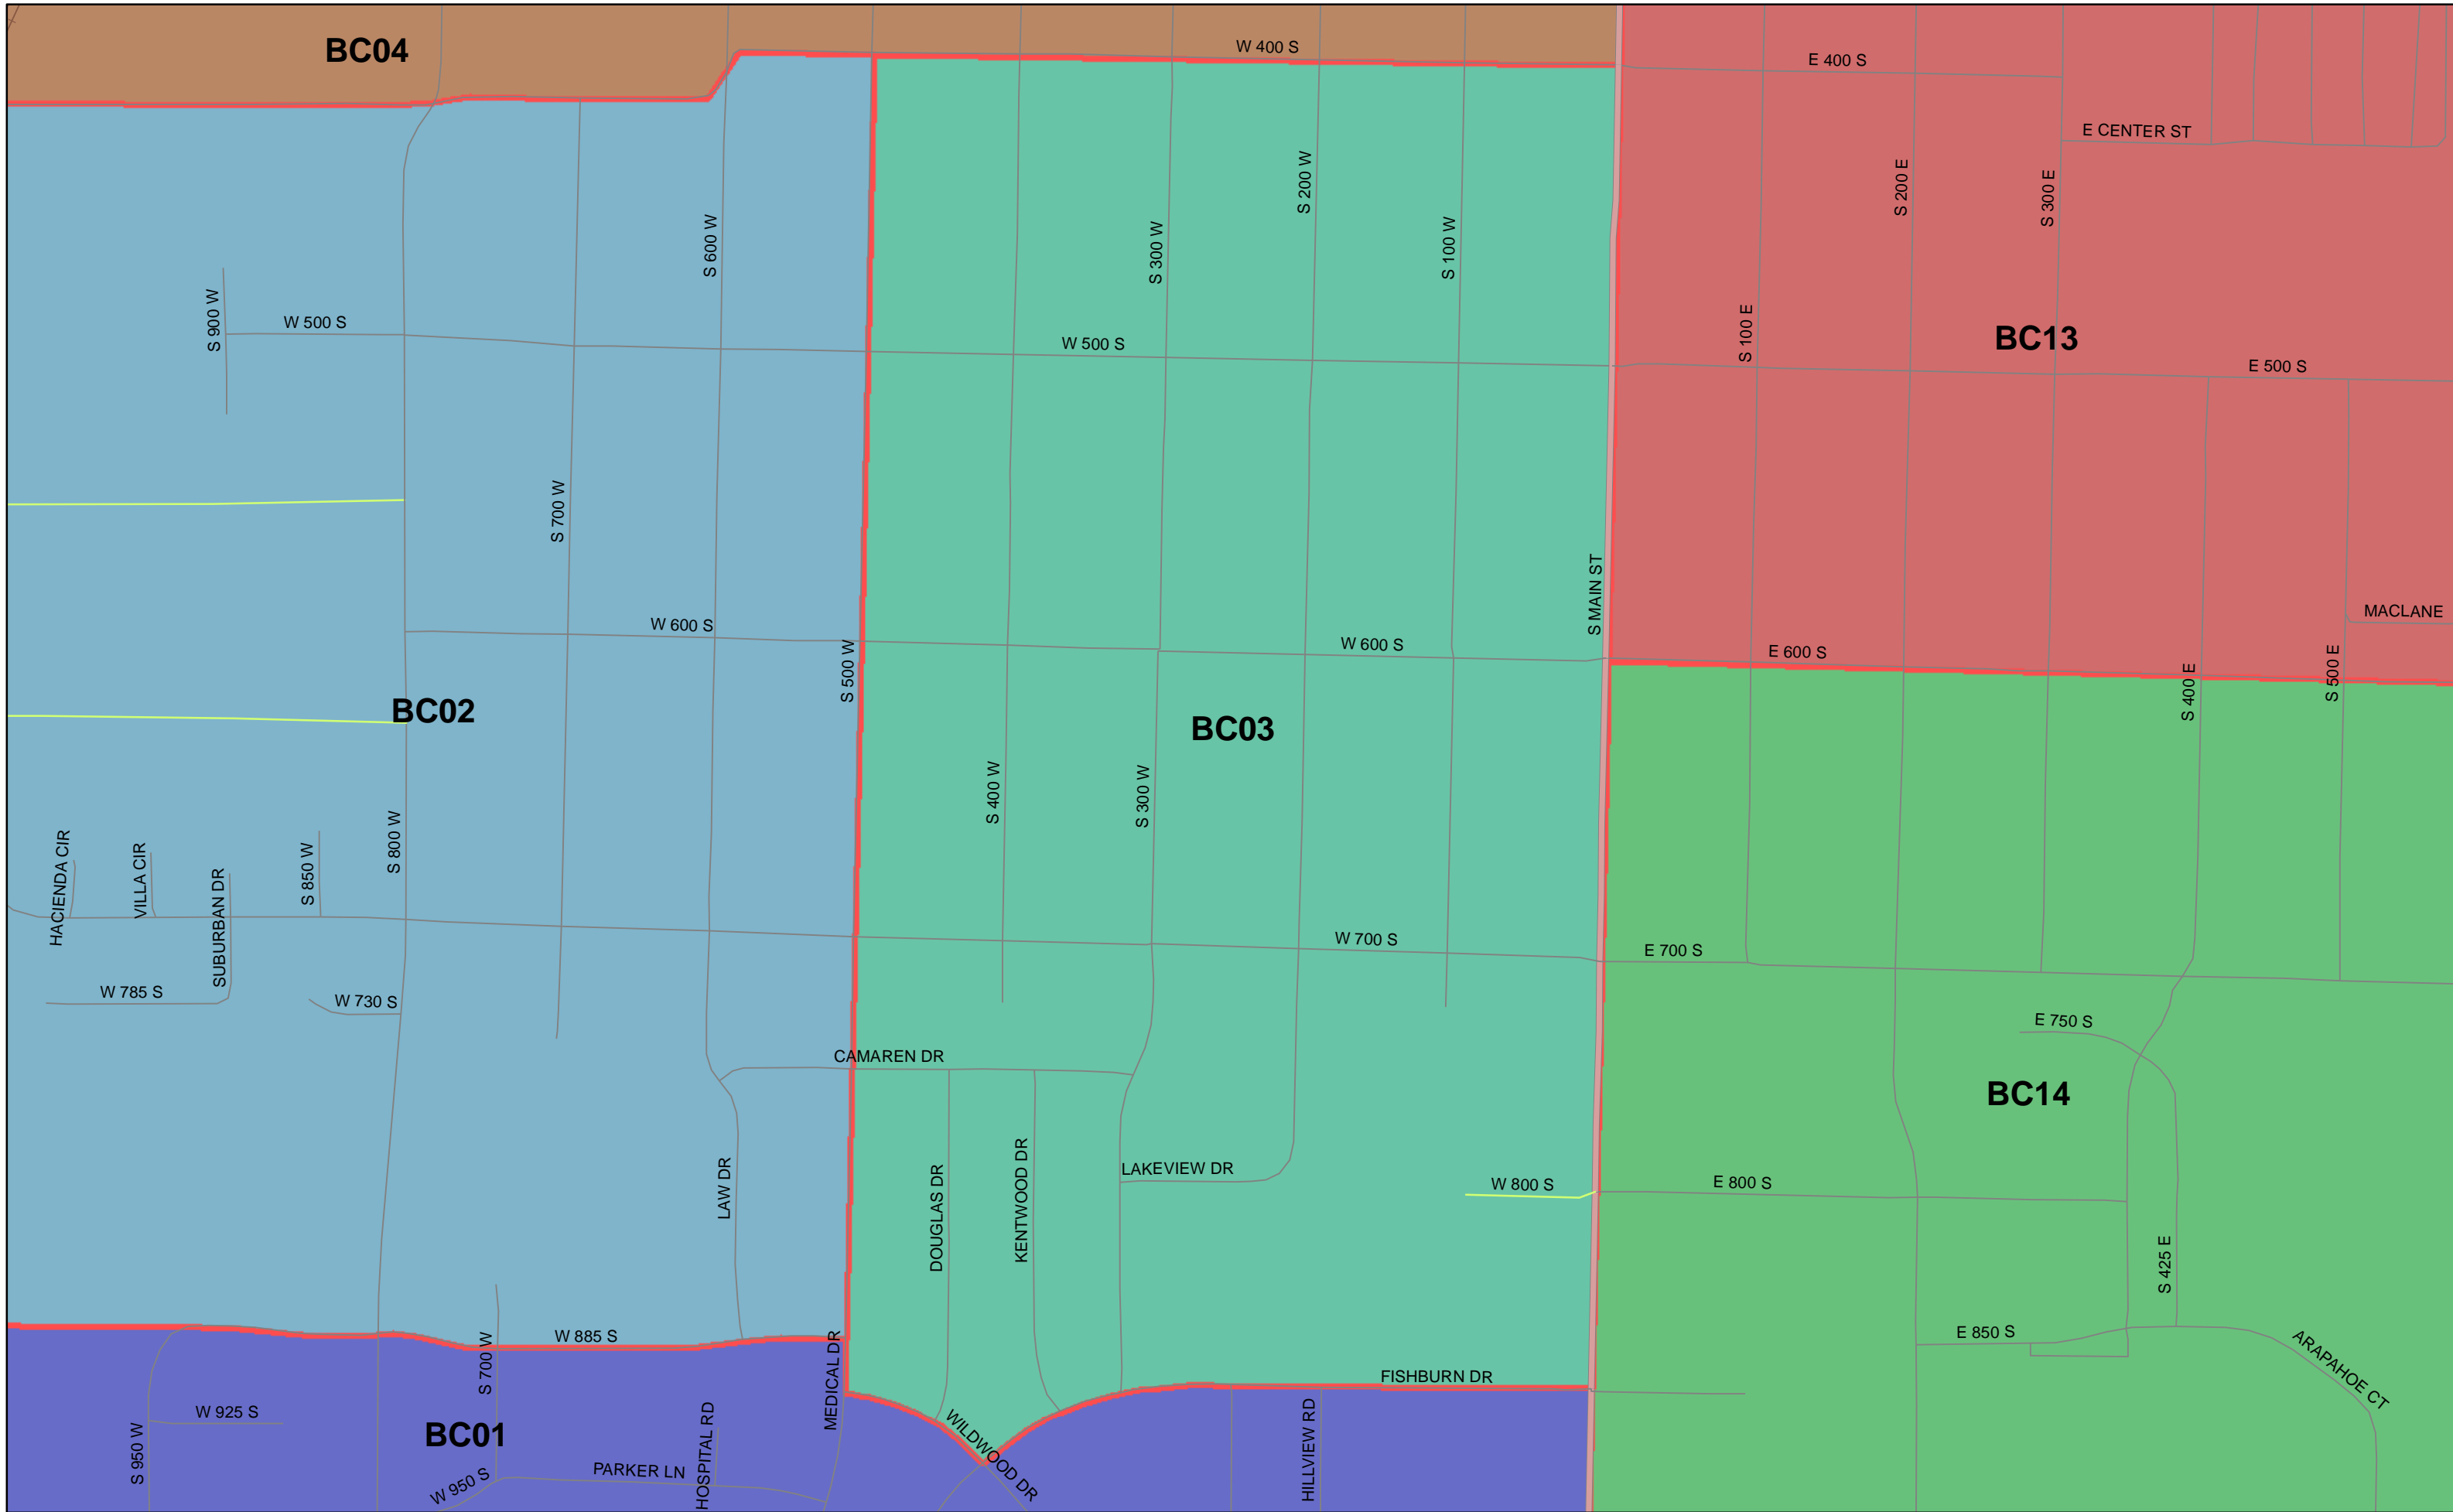 BC04
W 400 S
E 400 S
E CENTER ST
S 200 W
S 200 E
S 300 E
S 600 W
S 300 W
S 100 W
S 900 W
W 500 S
W 500 S
S 100 E
BC13
E 500 S
S 700 W
S MAIN ST
MACLANE
W 600 S
W 600 S
E 600 S
S 500 W
S 400 E
S 500 E
BC02
BC03
S 400 W
S 300 W
HACIENDA CIR
VILLA CIR
SUBURBAN DR
S 850 W
S 800 W
W 700 S
E 700 S
W 785 S
W 730 S
E 750 S
CAMAREN DR
BC14
LAW DR
DOUGLAS DR
KENTWOOD DR
LAKEVIEW DR
W 800 S
E 800 S
S 425 E
W 885 S
S 700 W
MEDICAL DR
E 850 S
ARAPAHOE CT
FISHBURN DR
W 925 S
BC01
S 950 W
W 950 S
PARKER LN
HOSPITAL RD
WILDWOOD DR
HILLVIEW RD